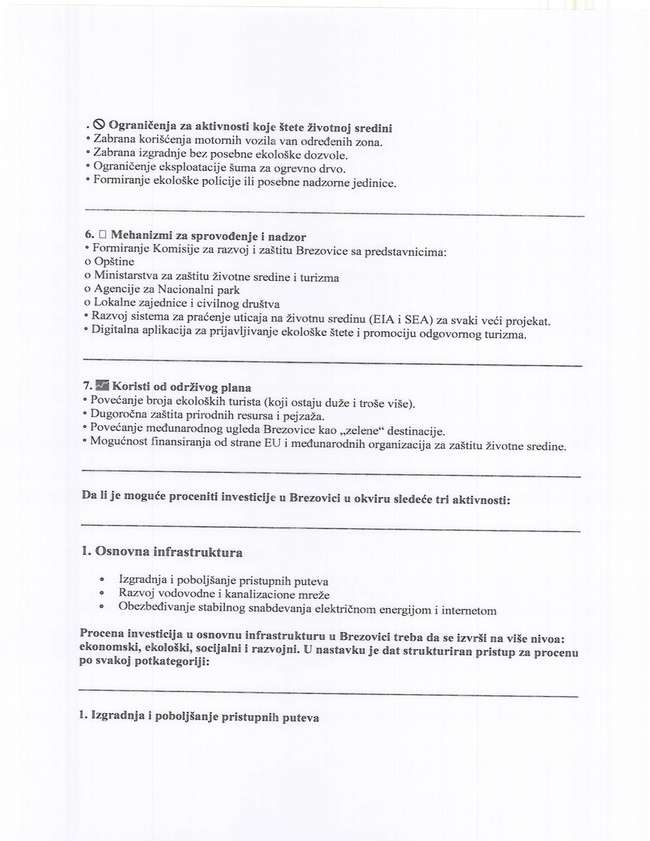 . 🚫 Ograničenja za aktivnosti koje štete životnoj sredini
• Zabrana korišćenja motornih vozila van određenih zona.
• Zabrana izgradnje bez posebne ekološke dozvole.
• Ograničenje eksploatacije šuma za ogrevno drvo.
• Formiranje ekološke policije ili posebne nadzorne jedinice.
6. □ Mehanizmi za sprovođenje i nadzor
• Formiranje Komisije za razvoj i zaštitu Brezovice sa predstavnicima:
o Opštine
o Ministarstva za zaštitu životne sredine i turizma
o Agencije za Nacionalni park
o Lokalne zajednice i civilnog društva
• Razvoj sistema za praćenje uticaja na životnu sredinu (EIA i SEA) za svaki veći projekat.
• Digitalna aplikacija za prijavljivanje ekološke štete i promociju odgovornog turizma.
7. 📈 Koristi od održivog plana
• Povećanje broja ekoloških turista (koji ostaju duže i troše više).
• Dugoročna zaštita prirodnih resursa i pejzaža.
• Povećanje međunarodnog ugleda Brezovice kao „zelene“ destinacije.
• Mogućnost finansiranja od strane EU i međunarodnih organizacija za zaštitu životne sredine.
Da li je moguće proceniti investicije u Brezovici u okviru sledeće tri aktivnosti:
1. Osnovna infrastruktura
• Izgradnja i poboljšanje pristupnih puteva
• Razvoj vodovodne i kanalizacione mreže
• Obezbeđivanje stabilnog snabdevanja električnom energijom i internetom
Procena investicija u osnovnu infrastrukturu u Brezovici treba da se izvrši na više nivoa:
ekonomski, ekološki, socijalni i razvojni. U nastavku je dat strukturiran pristup za procenu
po svakoj potkategoriji:
1. Izgradnja i poboljšanje pristupnih puteva